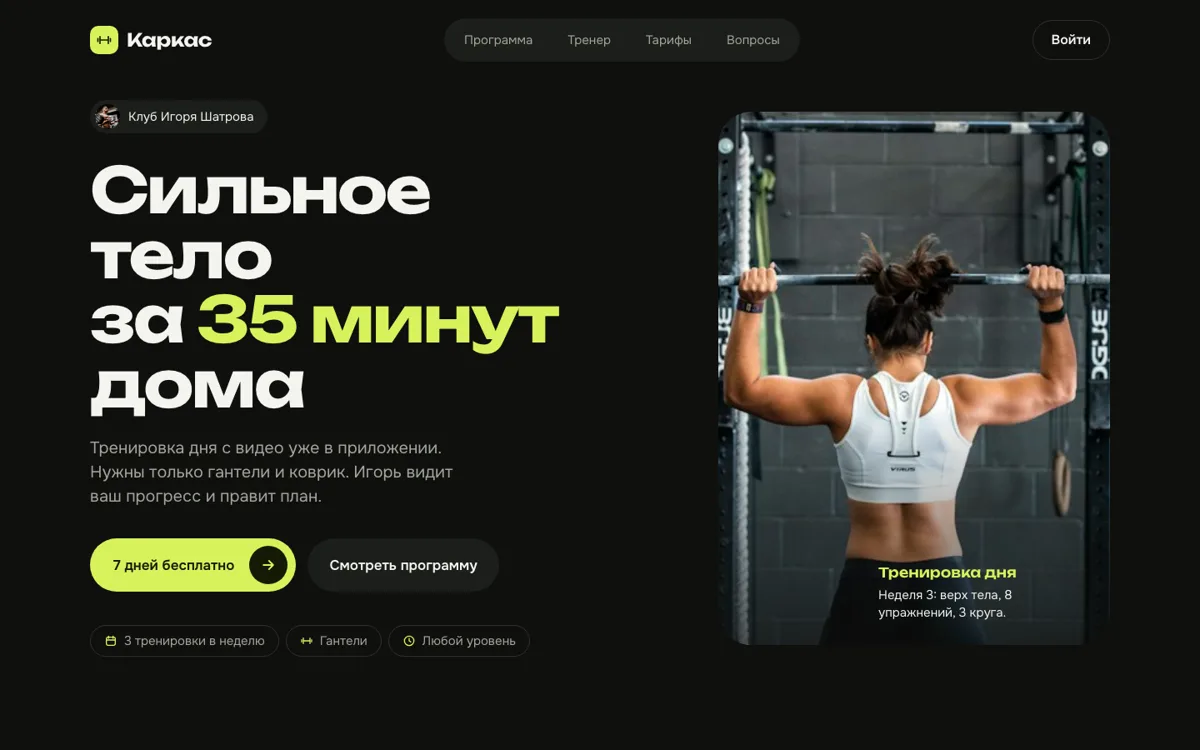 Каркас
Программа
Тренер
Тарифы
Вопросы
Войти
Клуб Игоря Шатрова
Сильное
тело
за 35 минут
дома
Тренировка дня с видео уже в приложении.
Нужны только гантели и коврик. Игорь видит
ваш прогресс и правит план.
7 дней бесплатно
Смотреть программу
3 тренировки в неделю
Гантели
Любой уровень
VIRUS
Тренировка дня
Неделя 3: верх тела, 8
упражнений, 3 круга.